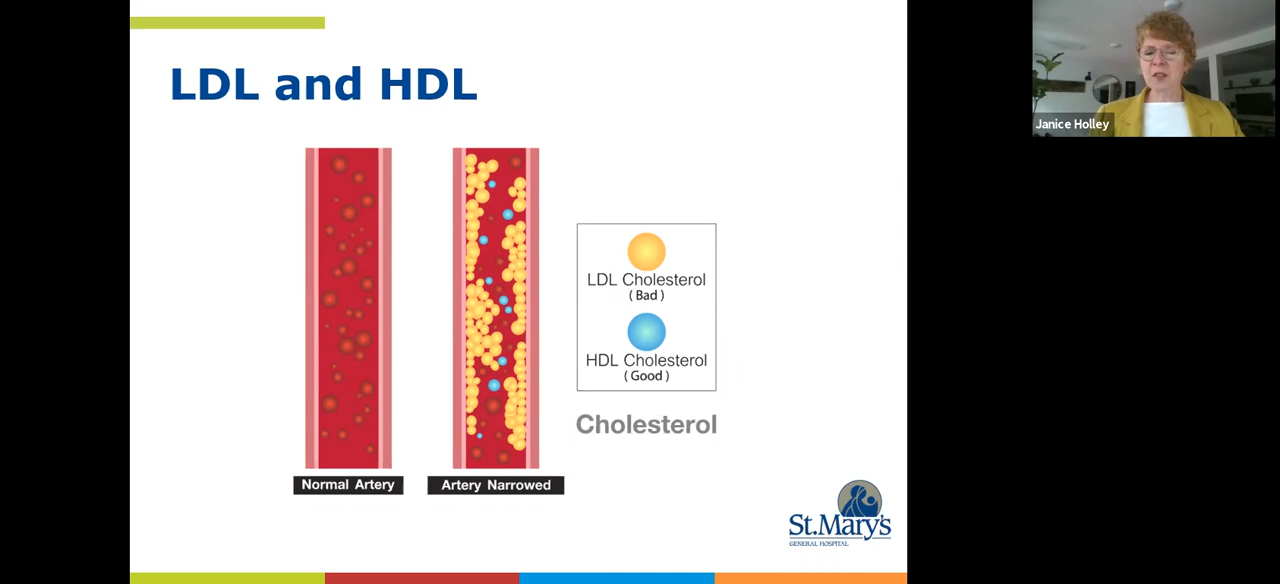 LDL and HDL
Janice Holley
LDL Cholesterol
(Bad)
HDL Cholesterol
(Good)
Cholesterol
Normal Artery
Artery Narrowed
St.Mary's
GENERAL HOSPITAL